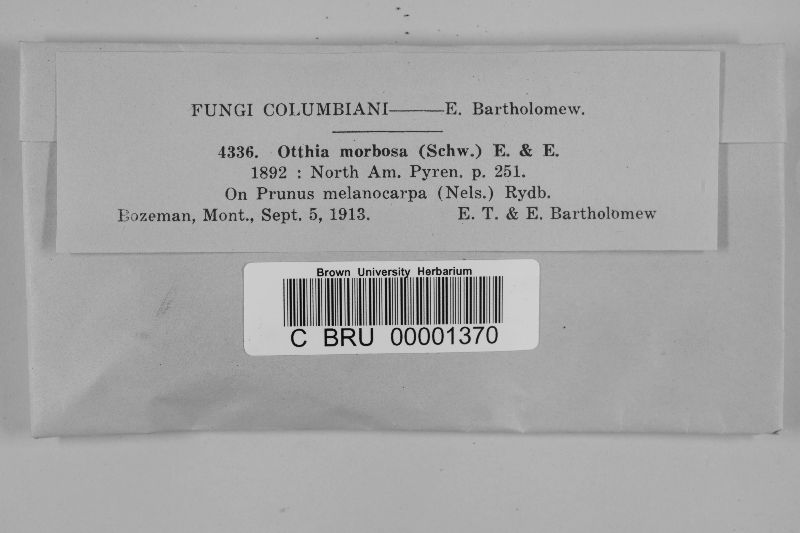 FUNGI COLUMBIANI——E. Bartholomew.
4336. Otthia morbosa (Schw.) E. & E.
1892 : North Am. Pyren. p. 251.
On Prunus melanocarpa (Nels.) Rydb.
Bozeman, Mont., Sept. 5, 1913. E. T. & E. Bartholomew
Brown University Herbarium
C BRU 00001370